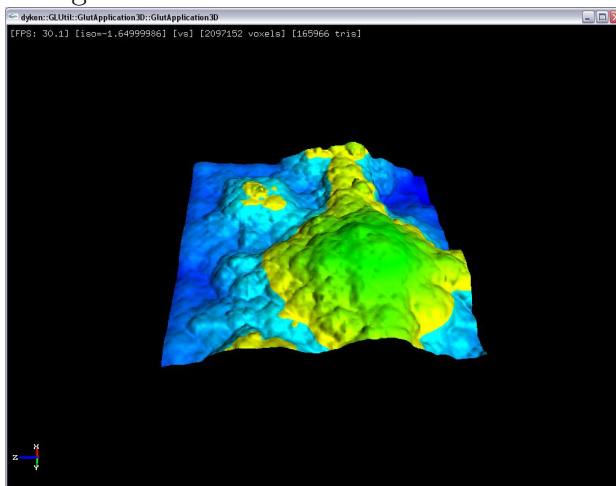 dyken::GLUtil::GlutApplication3D::GlutApplication3D
[FPS: 30.1] [iso=-1.64999986] [vs] [2097152 voxels] [165966 tris]
X
Z
Y